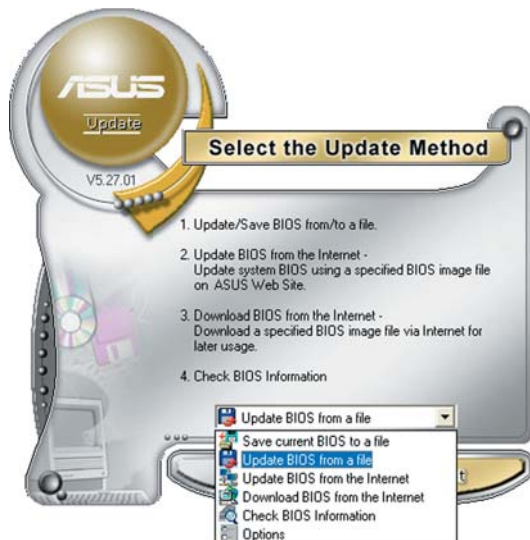 ASUS
Update
V5.27.01
Select the Update Method
1. Update/Save BIOS from/to a file.
2. Update BIOS from the Internet -
Update system BIOS using a specified BIOS image file
on ASUS Web Site.
3. Download BIOS from the Internet -
Download a specified BIOS image file via Internet for
later usage.
4. Check BIOS Information
Update BIOS from a file
Save current BIOS to a file
Update BIOS from a file
Update BIOS from the Internet
Download BIOS from the Internet
Check BIOS Information
Options